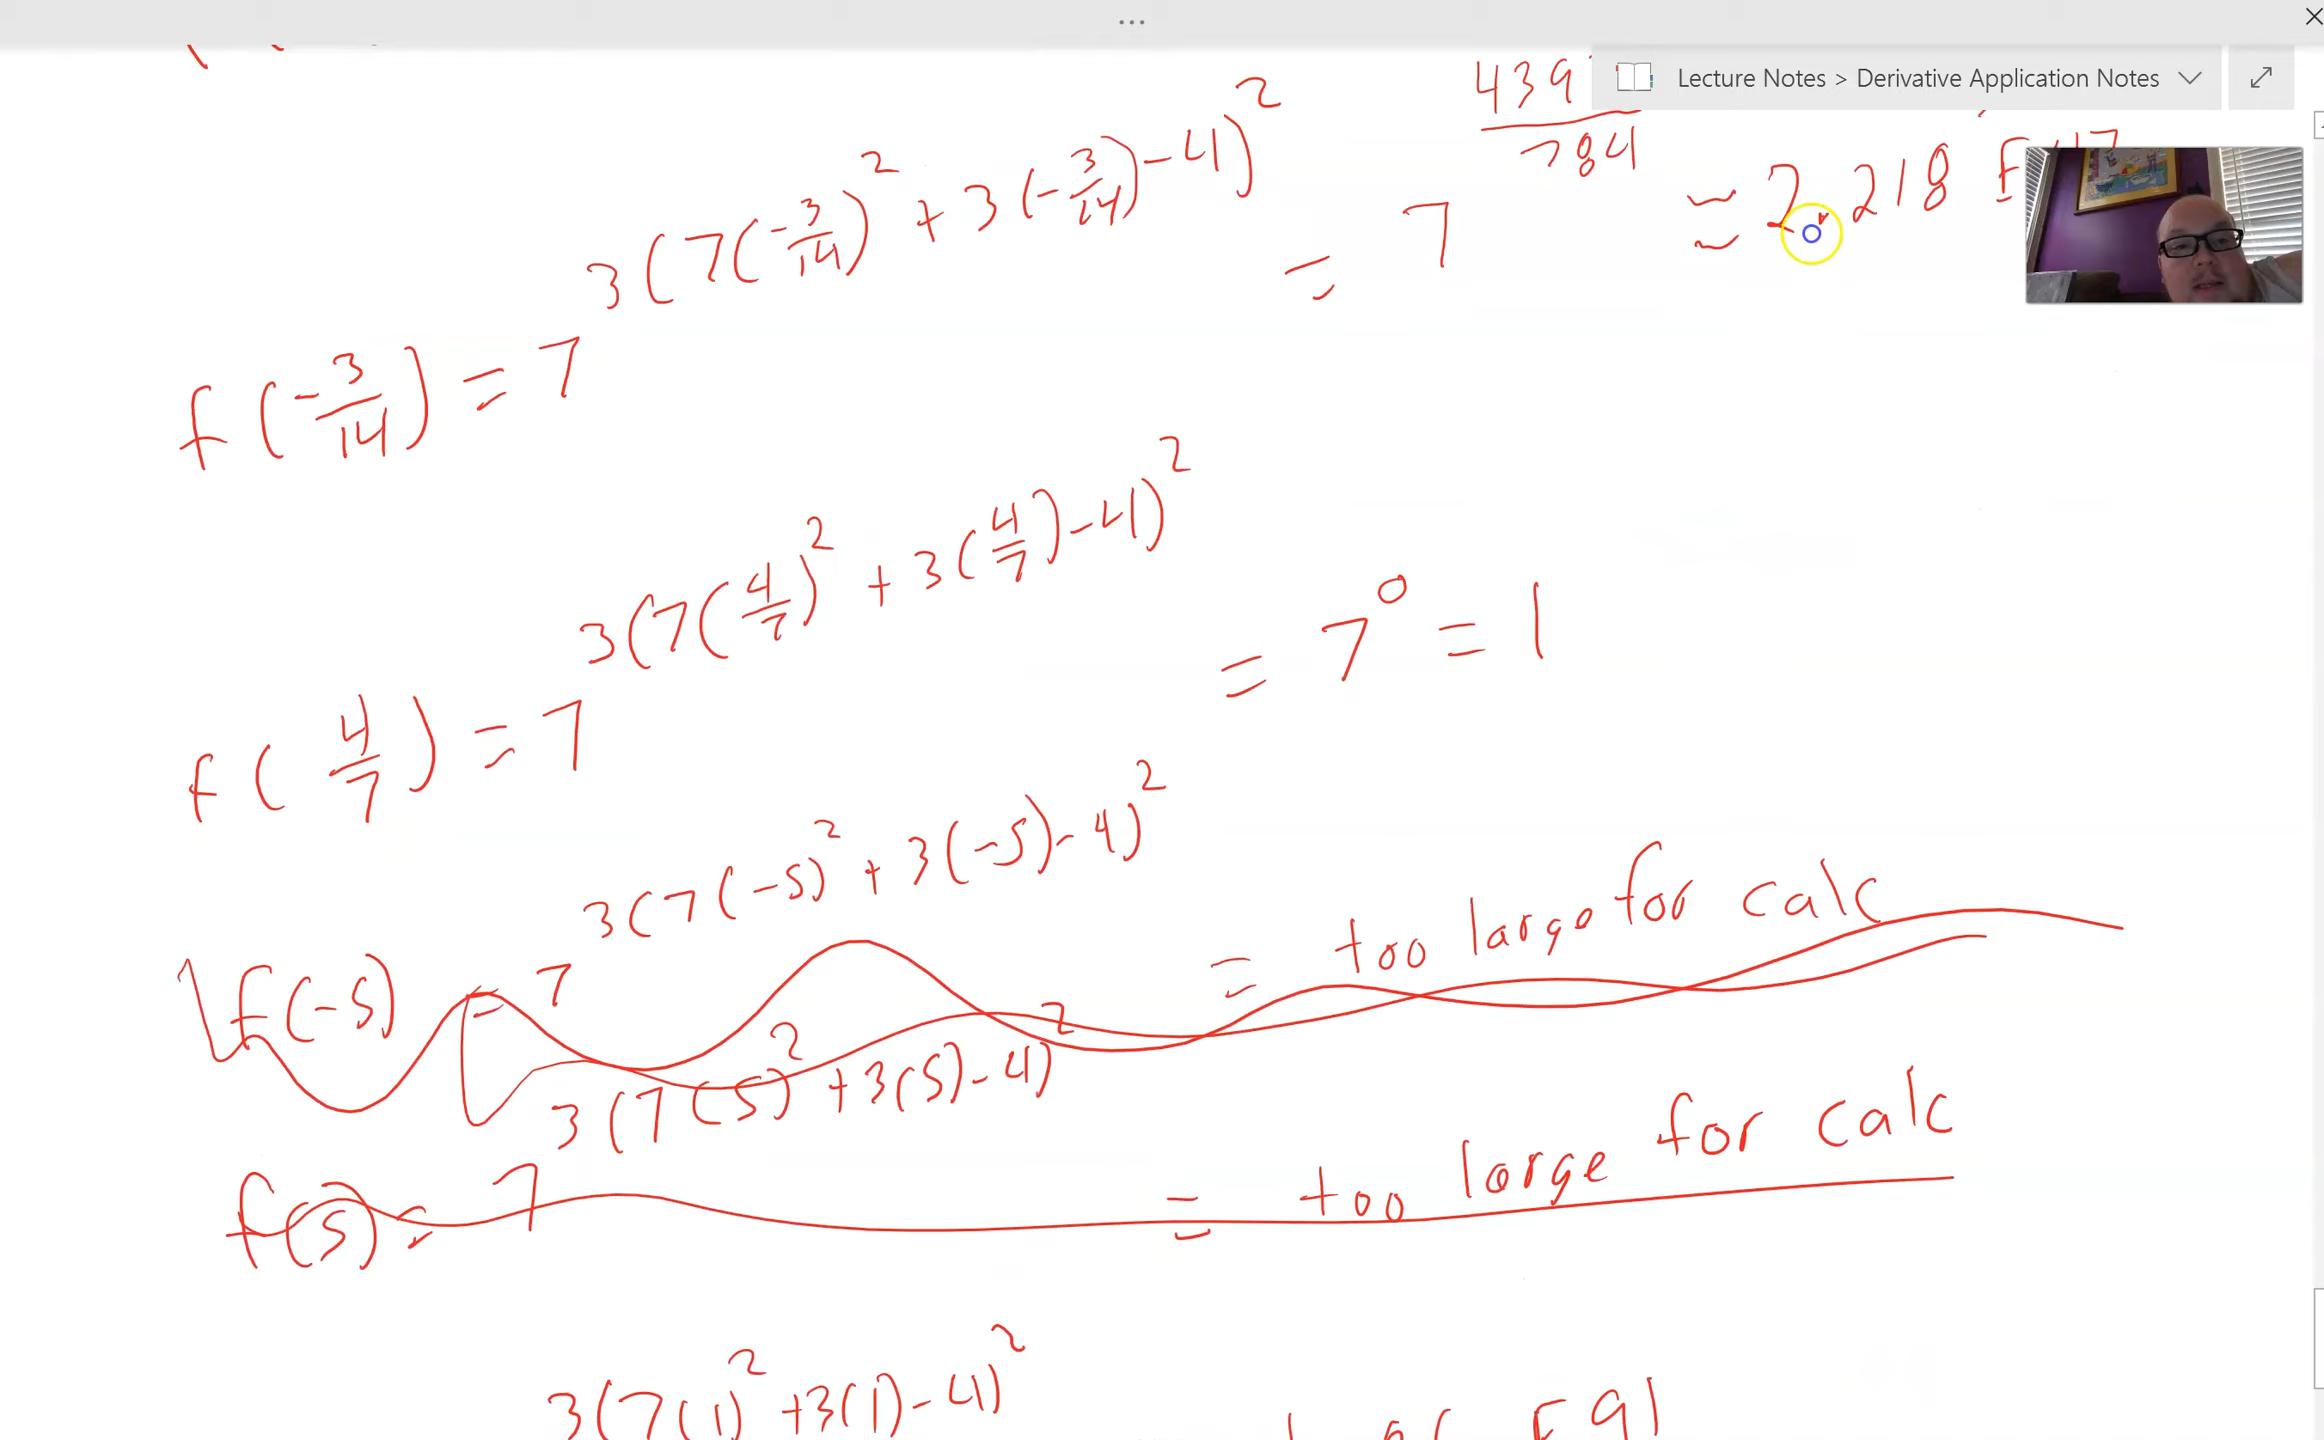 Lecture Notes > Derivative Application Notes
f(-3/14) = 7^{3(7(-3/14)^2 + 3(-3/14) - 4)^2} = 7^{439/784} ≈ 2.218 E
f(4/7) = 7^{3(7(4/7)^2 + 3(4/7) - 4)^2} = 7^0 = 1
f(-5) = 7^{3(7(-5)^2 + 3(-5) - 4)^2} = too large for calc
f(5) = 7^{3(7(5)^2 + 3(5) - 4)^2} = too large for calc
3(7(1)^2 + 3(1) - 4)^2 E91